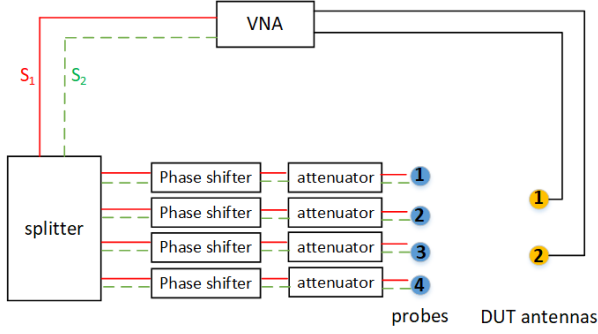 VNA
S₁
S₂
splitter
Phase shifter
attenuator
1
Phase shifter
attenuator
2
Phase shifter
attenuator
3
Phase shifter
attenuator
4
1
2
probes
DUT antennas